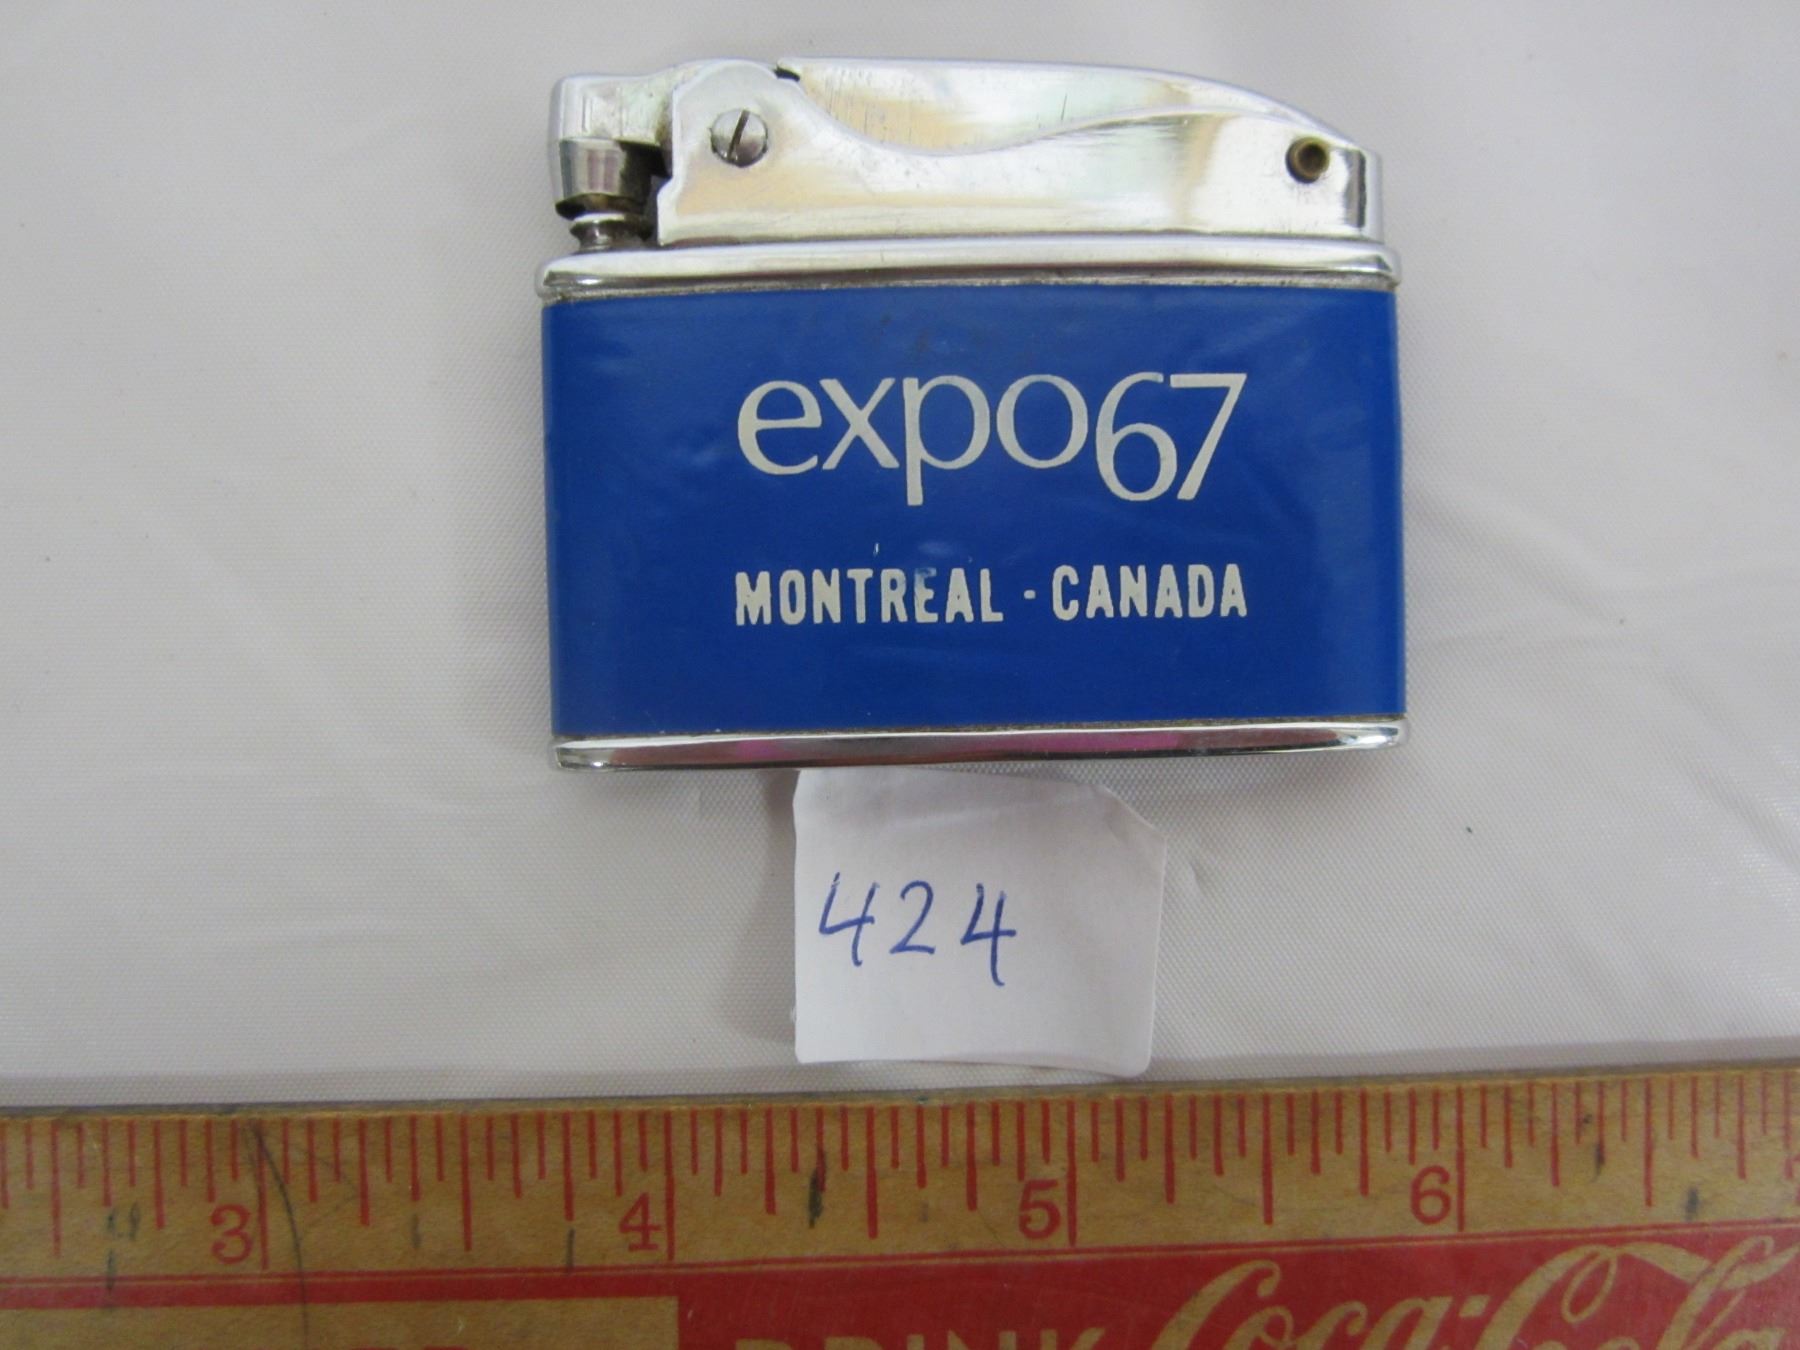 expo67
MONTREAL - CANADA
424
3 4 5 6
DRINK Coca-Cola